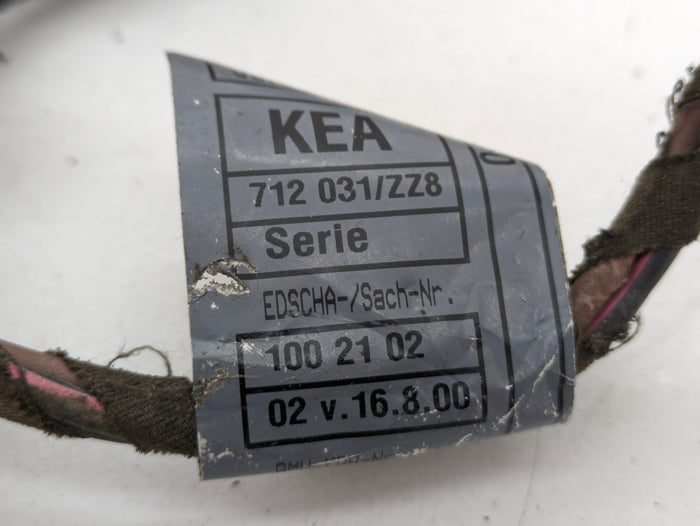 KEA
712 031/ZZ8
Serie
EDSCHA-/Sach-Nr.
100 21 02
02 v.16.8.00